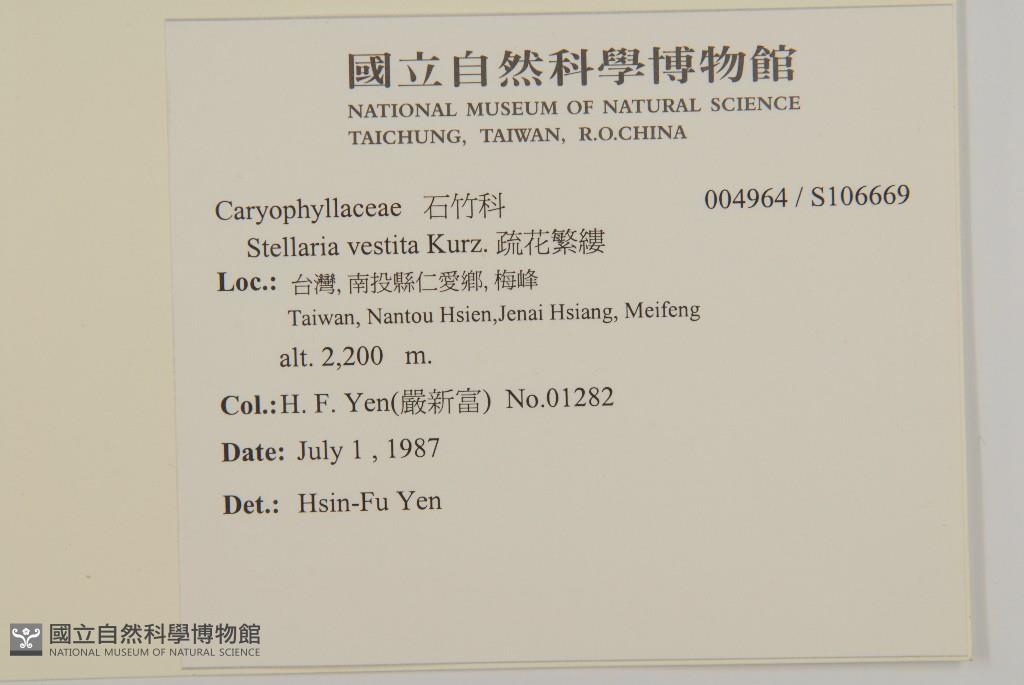 國立自然科學博物館
NATIONAL MUSEUM OF NATURAL SCIENCE
TAICHUNG, TAIWAN, R.O.CHINA
Caryophyllaceae 石竹科 004964 / S106669
Stellaria vestita Kurz. 疏花繁縷
Loc.: 台灣, 南投縣仁愛鄉, 梅峰
Taiwan, Nantou Hsien,Jenai Hsiang, Meifeng
alt. 2,200 m.
Col.:H. F. Yen(嚴新富) No.01282
Date: July 1 , 1987
Det.: Hsin-Fu Yen
國立自然科學博物館
NATIONAL MUSEUM OF NATURAL SCIENCE